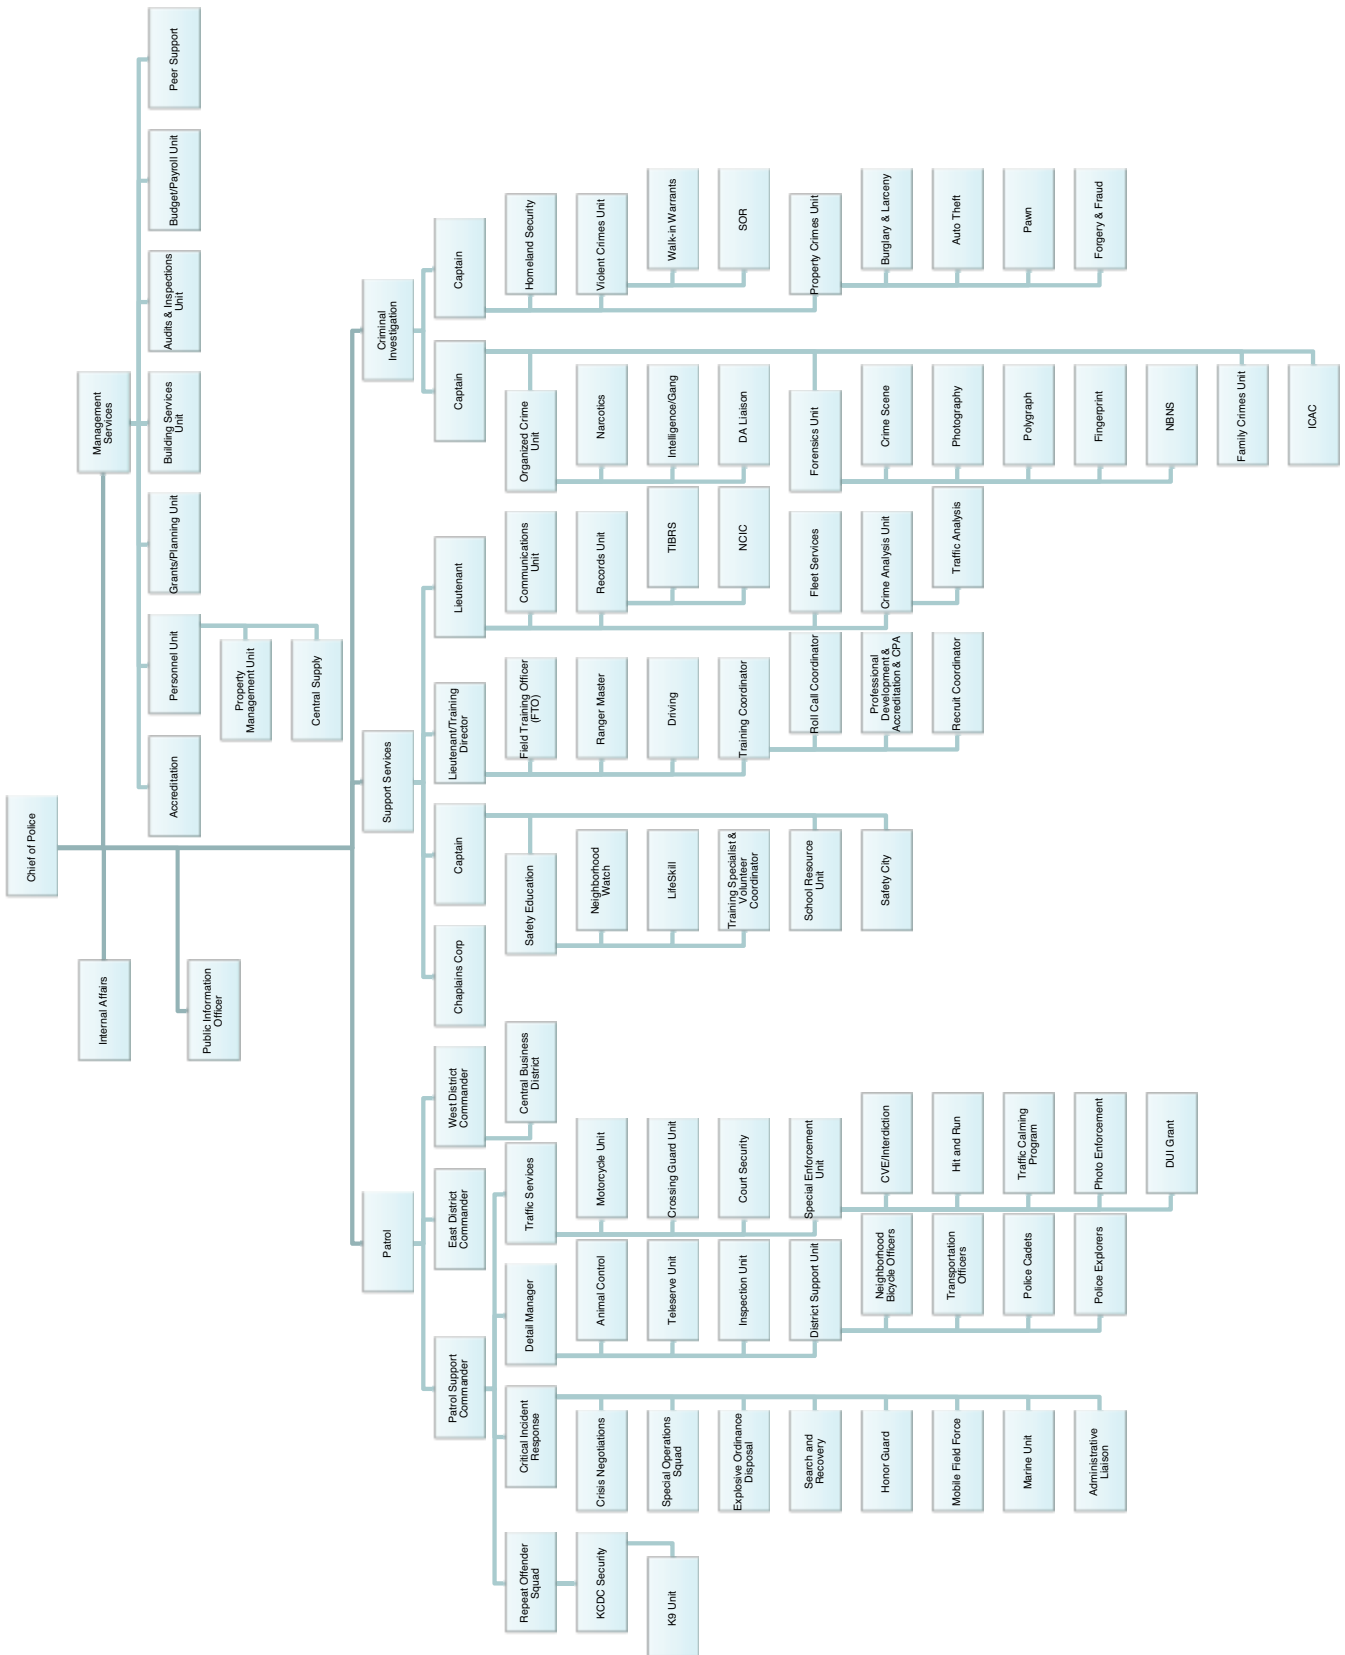 Chief of Police
Internal Affairs
Management
Services
Public Information
Officer
Accreditation
Personnel Unit
Property
Management Unit
Central Supply
Grants/Planning Unit
Building Services
Unit
Audits & Inspections
Unit
Budget/Payroll Unit
Peer Support
Patrol
Patrol Support
Commander
Repeat Offender
Squad
KCDC Security
K9 Unit
Critical Incident
Response
Crisis Negotiations
Special Operations
Squad
Explosive Ordinance
Disposal
Search and
Recovery
Honor Guard
Mobile Field Force
Marine Unit
Administrative
Liaison
Detail Manager
Animal Control
Teleserve Unit
Inspection Unit
District Support Unit
Neighborhood
Bicycle Officers
Transportation
Officers
Police Cadets
Police Explorers
Traffic Services
Motorcycle Unit
Crossing Guard Unit
Court Security
Special Enforcement
Unit
CVE/Interdiction
Hit and Run
Traffic Calming
Program
Photo Enforcement
DUI Grant
East District
Commander
West District
Commander
Central Business
District
Support Services
Chaplains Corp
Captain
Safety Education
Neighborhood
Watch
LifeSkill
Training Specialist &
Volunteer
Coordinator
School Resource
Unit
Safety City
Lieutenant/Training
Director
Field Training Officer
(FTO)
Ranger Master
Driving
Training Coordinator
Roll Call Coordinator
Professional
Development &
Accreditation & CPA
Recruit Coordinator
Lieutenant
Communications
Unit
Records Unit
TIBRS
NCIC
Fleet Services
Crime Analysis Unit
Traffic Analysis
Criminal
Investigation
Captain
Organized Crime
Unit
Narcotics
Intelligence/Gang
DA Liaison
Forensics Unit
Crime Scene
Photography
Polygraph
Fingerprint
NBNS
Family Crimes Unit
ICAC
Captain
Homeland Security
Violent Crimes Unit
Walk-in Warrants
SOR
Property Crimes Unit
Burglary & Larceny
Auto Theft
Pawn
Forgery & Fraud